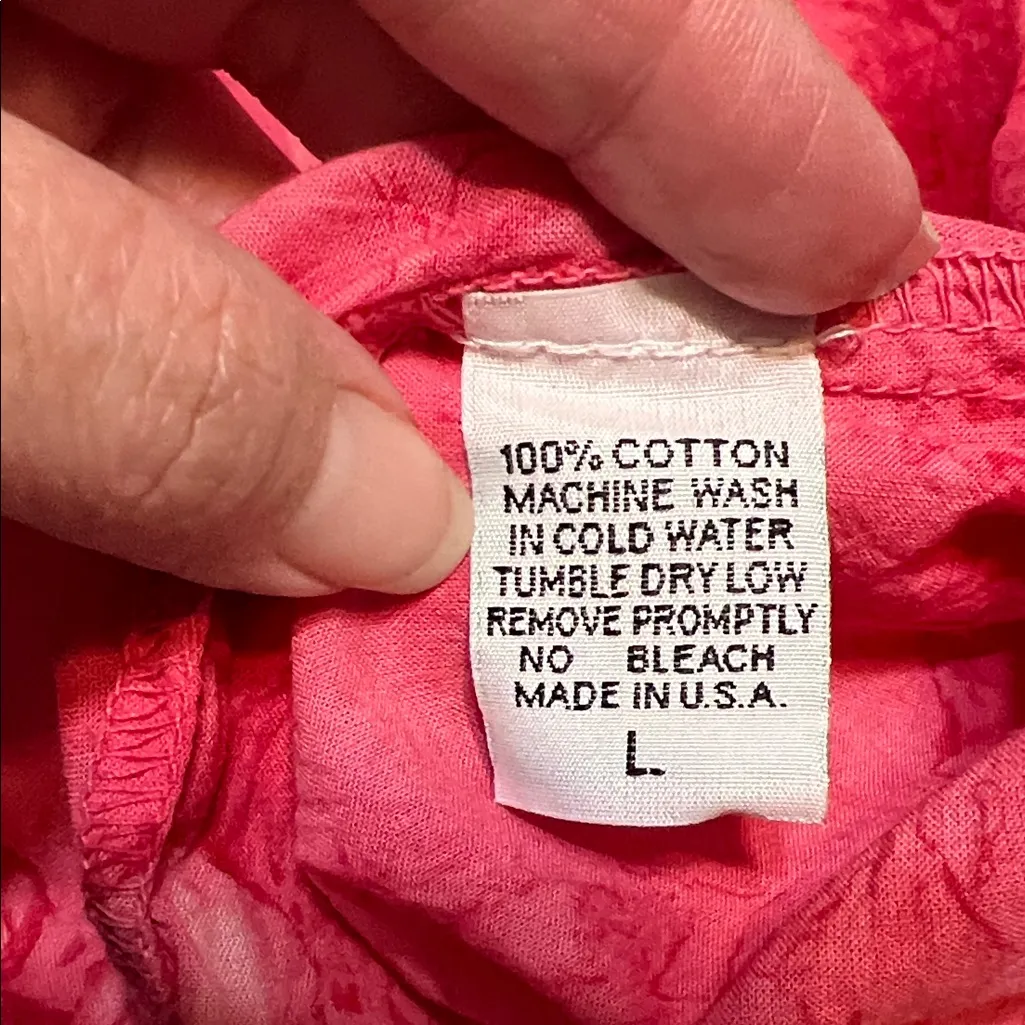 100% COTTON
MACHINE WASH
IN COLD WATER
TUMBLE DRY LOW
REMOVE PROMPTLY
NO BLEACH
MADE IN U.S.A.
L.